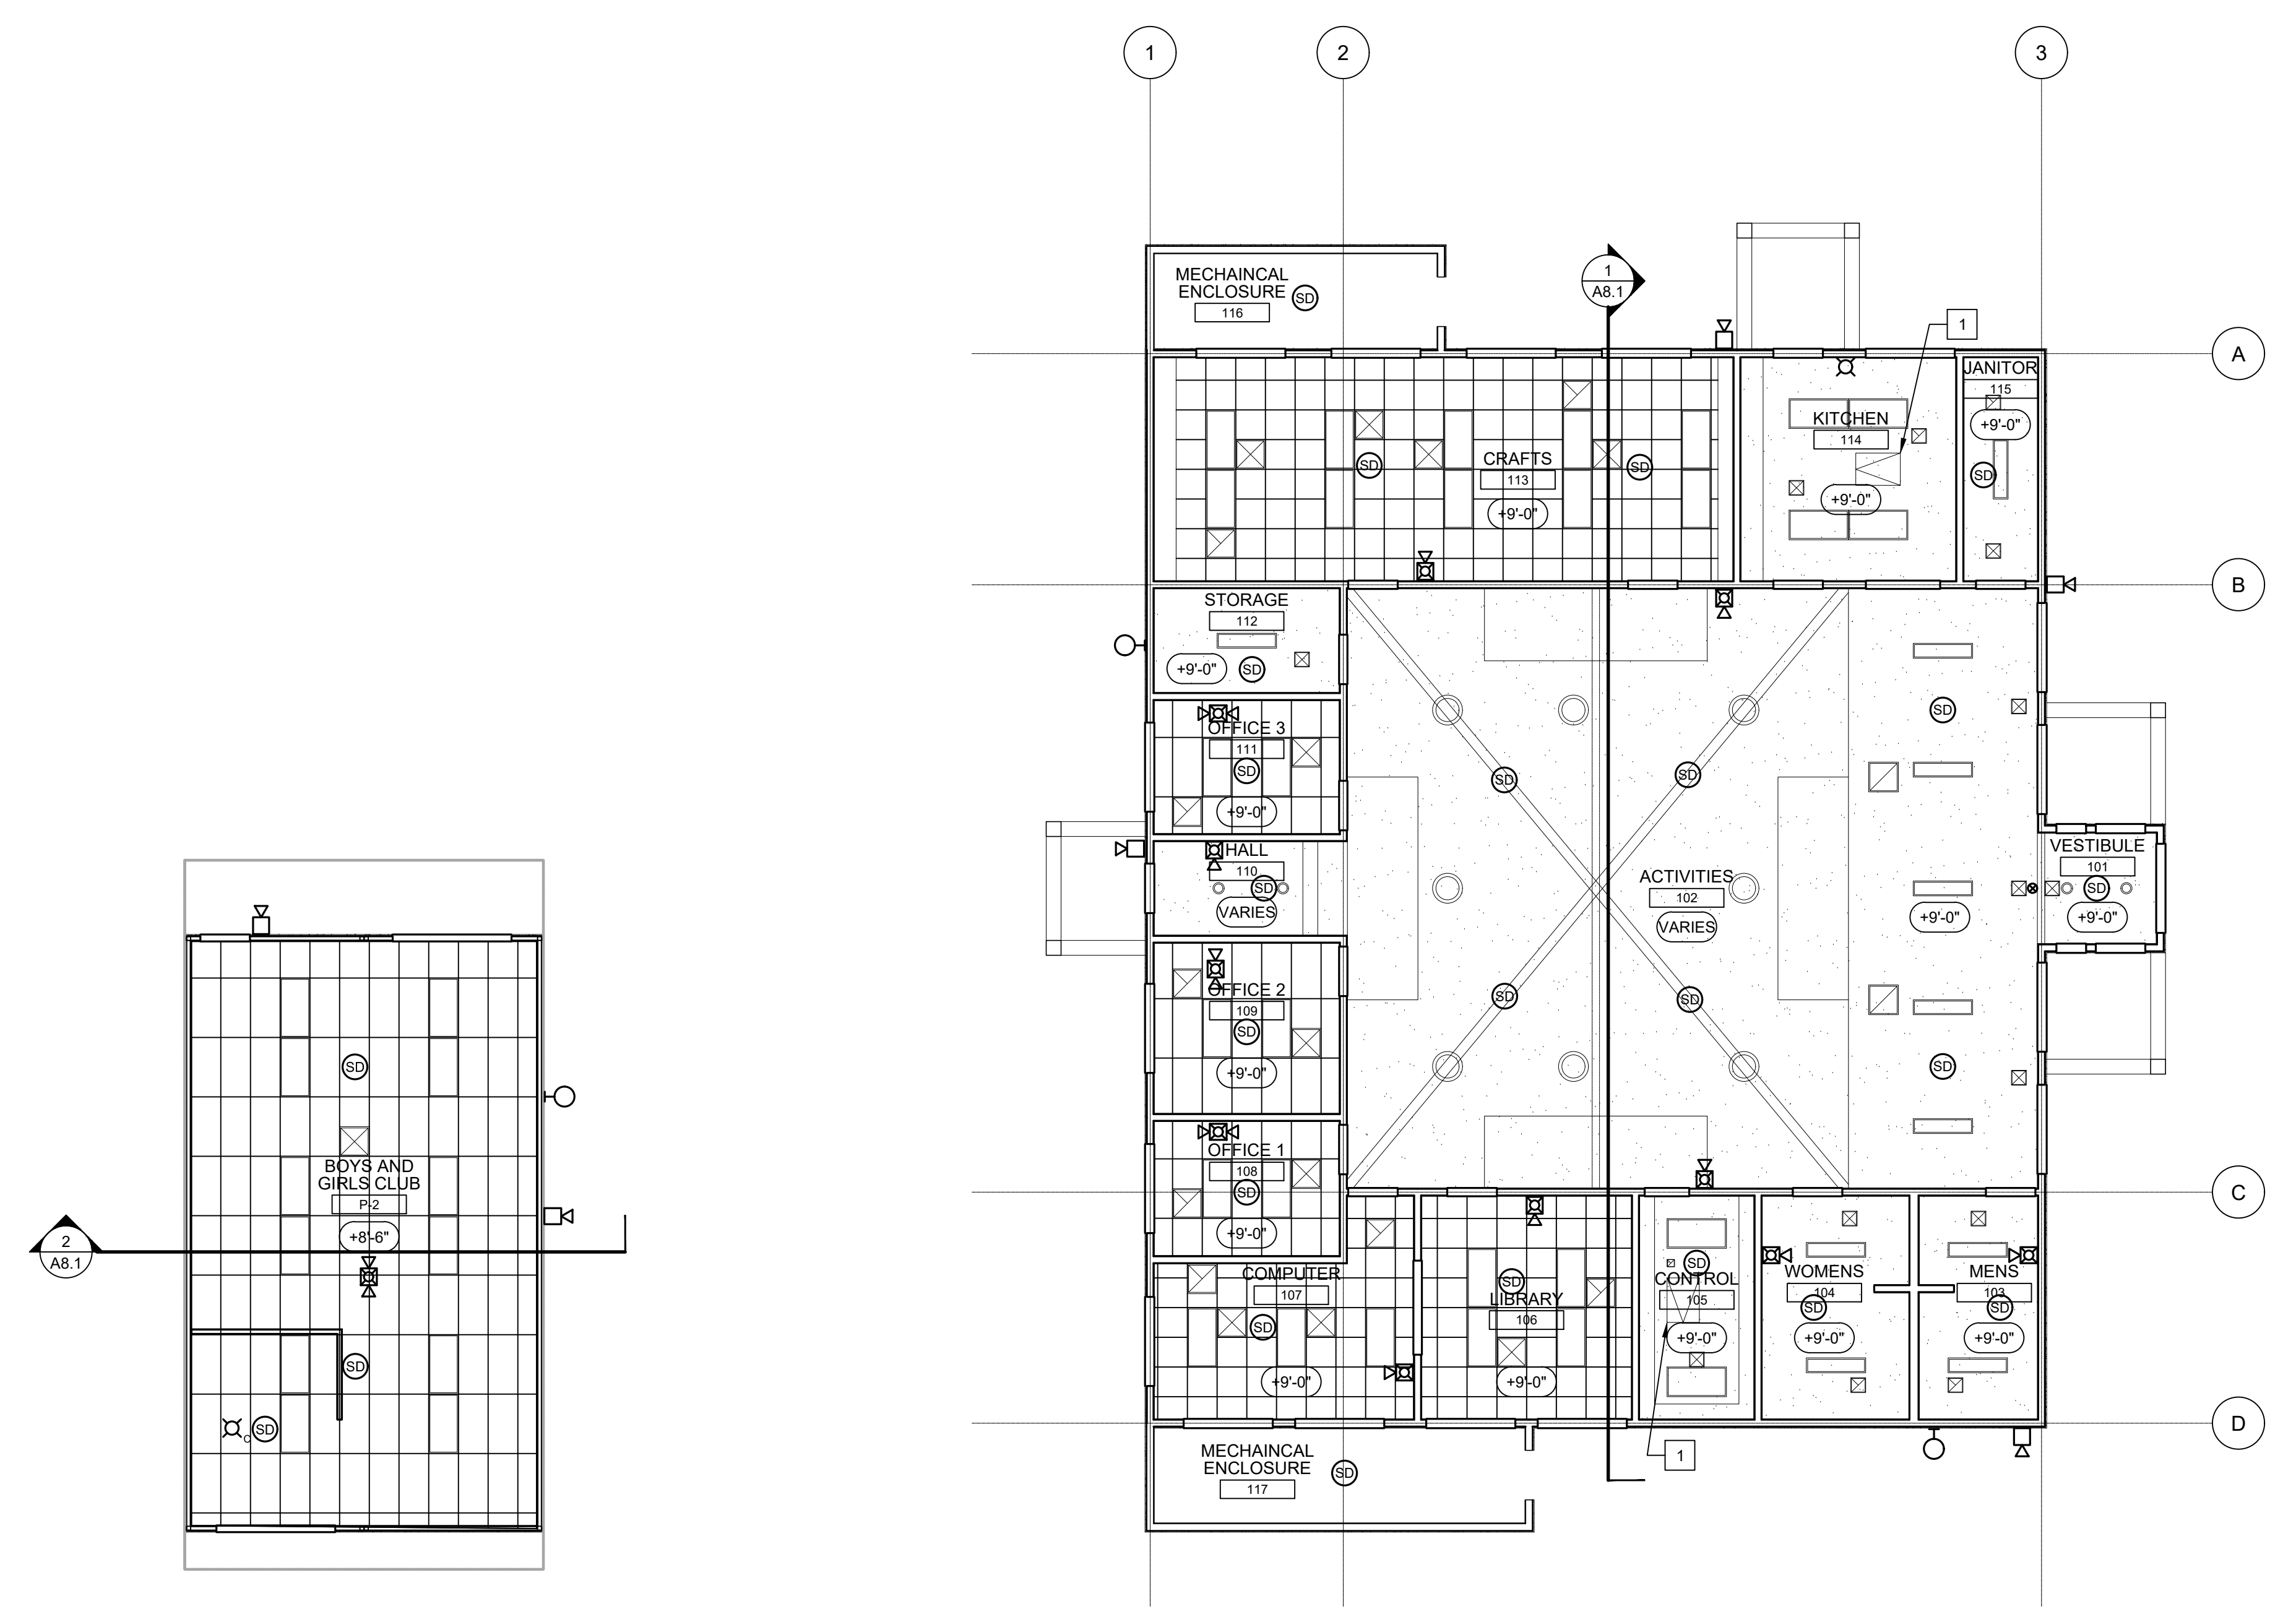 1
2
3
MECHAINCAL
ENCLOSURE
SD
116
1
A8.1
1
A
JANITOR
115
+9'-0"
SD
KITCHEN
114
+9'-0"
CRAFTS
113
+9'-0"
SD
SD
B
STORAGE
112
+9'-0"
SD
OFFICE 3
111
SD
+9'-0"
SD
SD
SD
HALL
110
SD
VARIES
ACTIVITIES
102
VARIES
+9'-0"
VESTIBULE
101
SD
+9'-0"
OFFICE 2
109
SD
+9'-0"
SD
SD
SD
OFFICE 1
108
SD
+9'-0"
C
COMPUTER
107
SD
+9'-0"
SD
LIBRARY
106
+9'-0"
SD
CONTROL
105
+9'-0"
WOMENS
104
SD
+9'-0"
MENS
103
SD
+9'-0"
D
1
MECHAINCAL
ENCLOSURE
SD
117
SD
BOYS AND
GIRLS CLUB
P-2
+8'-6"
2
A8.1
SD
C
SD